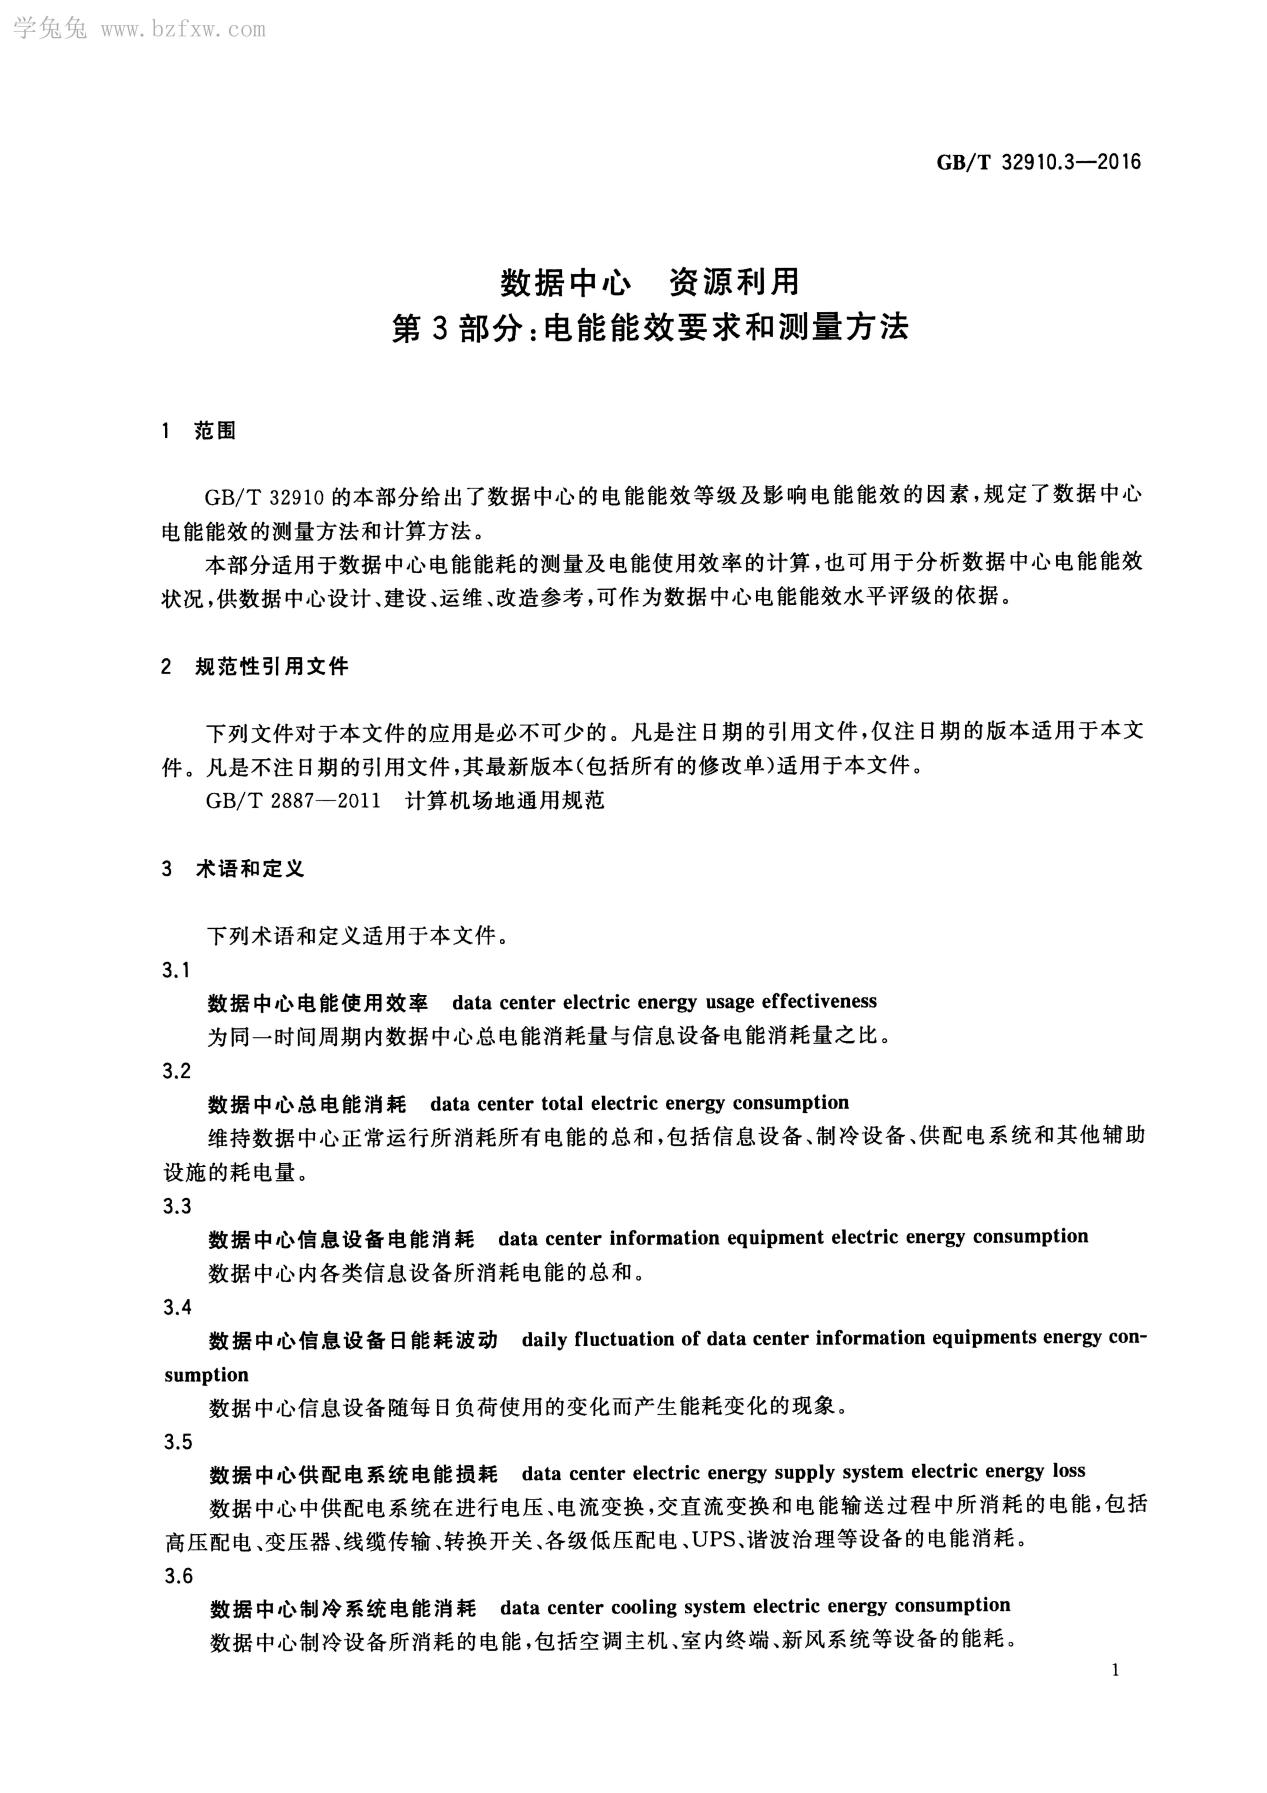 学兔兔 www.bzfxw.com
GB/T 32910.3—2016
数据中心 资源利用
第 3 部分:电能能效要求和测量方法
1 范围
GB/T 32910 的本部分给出了数据中心的电能能效等级及影响电能能效的因素,规定了数据中心
电能能效的测量方法和计算方法。
本部分适用于数据中心电能能耗的测量及电能使用效率的计算,也可用于分析数据中心电能能效
状况,供数据中心设计、建设、运维、改造参考,可作为数据中心电能能效水平评级的依据。
2 规范性引用文件
下列文件对于本文件的应用是必不可少的。凡是注日期的引用文件,仅注日期的版本适用于本文
件。凡是不注日期的引用文件,其最新版本(包括所有的修改单)适用于本文件。
GB/T 2887—2011 计算机场地通用规范
3 术语和定义
下列术语和定义适用于本文件。
3.1
数据中心电能使用效率 data center electric energy usage effectiveness
为同一时间周期内数据中心总电能消耗量与信息设备电能消耗量之比。
3.2
数据中心总电能消耗 data center total electric energy consumption
维持数据中心正常运行所消耗所有电能的总和,包括信息设备、制冷设备、供配电系统和其他辅助
设施的耗电量。
3.3
数据中心信息设备电能消耗 data center information equipment electric energy consumption
数据中心内各类信息设备所消耗电能的总和。
3.4
数据中心信息设备日能耗波动 daily fluctuation of data center information equipments energy con-
sumption
数据中心信息设备随每日负荷使用的变化而产生能耗变化的现象。
3.5
数据中心供配电系统电能损耗 data center electric energy supply system electric energy loss
数据中心中供配电系统在进行电压、电流变换,交直流变换和电能输送过程中所消耗的电能,包括
高压配电、变压器、线缆传输、转换开关、各级低压配电、UPS、谐波治理等设备的电能消耗。
3.6
数据中心制冷系统电能消耗 data center cooling system electric energy consumption
数据中心制冷设备所消耗的电能,包括空调主机、室内终端、新风系统等设备的能耗。
1